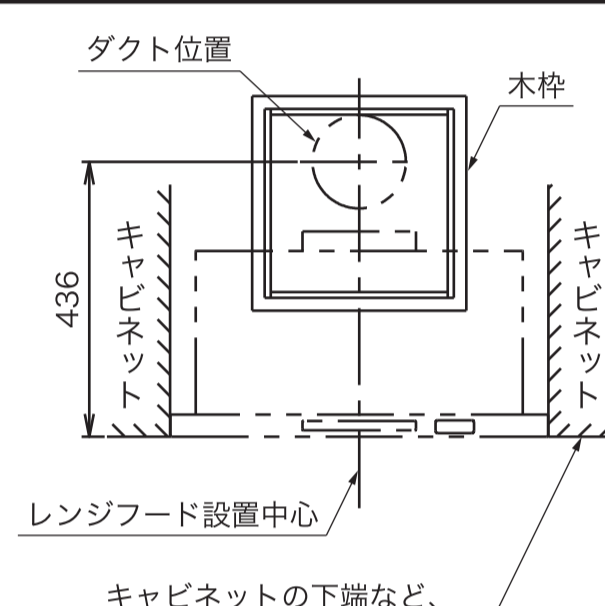 ダクト位置
木枠
キャビネット
キャビネット
436
レンジフード設置中心
キャビネットの下端など、